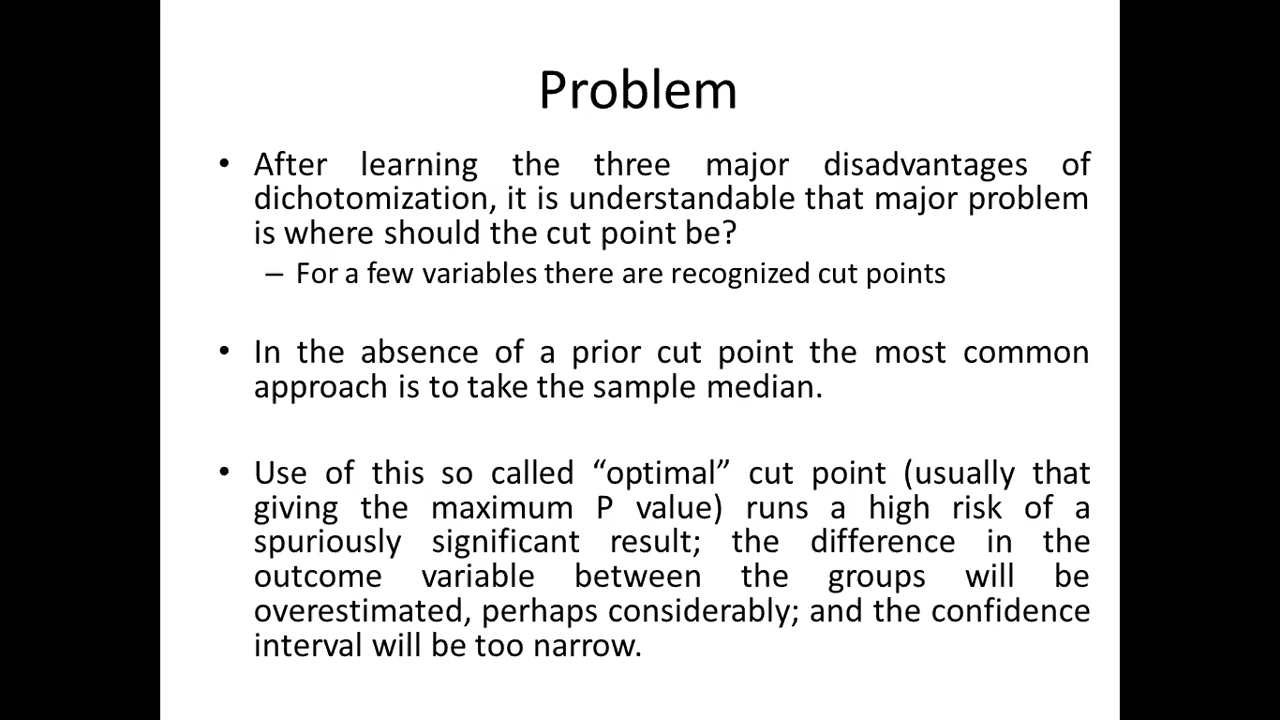 Problem
• After learning the three major disadvantages of
dichotomization, it is understandable that major problem
is where should the cut point be?
– For a few variables there are recognized cut points
• In the absence of a prior cut point the most common
approach is to take the sample median.
• Use of this so called “optimal” cut point (usually that
giving the maximum P value) runs a high risk of a
spuriously significant result; the difference in the
outcome variable between the groups will be
overestimated, perhaps considerably; and the confidence
interval will be too narrow.